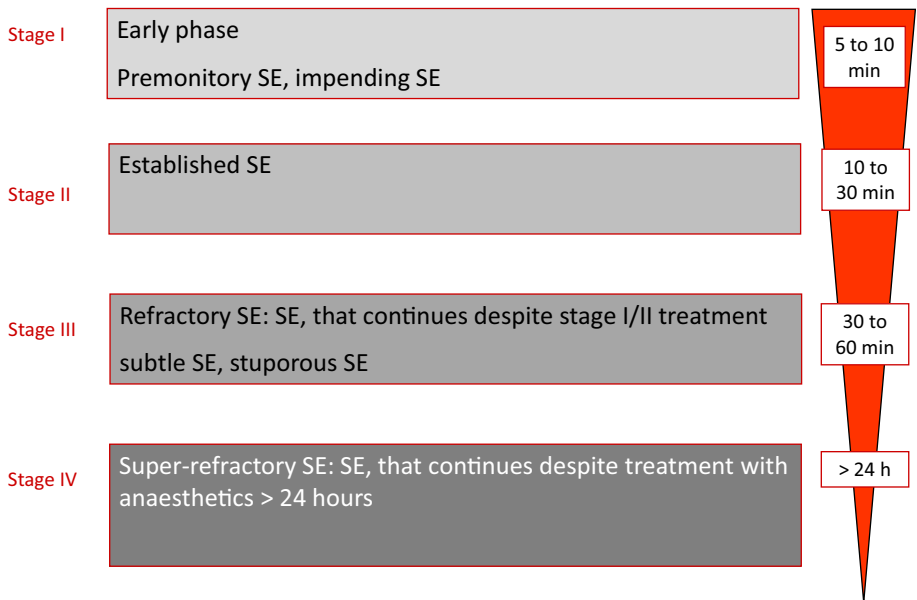 Stage I
Early phase
Premonitory SE, impending SE
5 to 10
min
Stage II
Established SE
10 to
30 min
Stage III
Refractory SE: SE, that continues despite stage I/II treatment
subtle SE, stuporous SE
30 to
60 min
Stage IV
Super-refractory SE: SE, that continues despite treatment with
anaesthetics > 24 hours
> 24 h